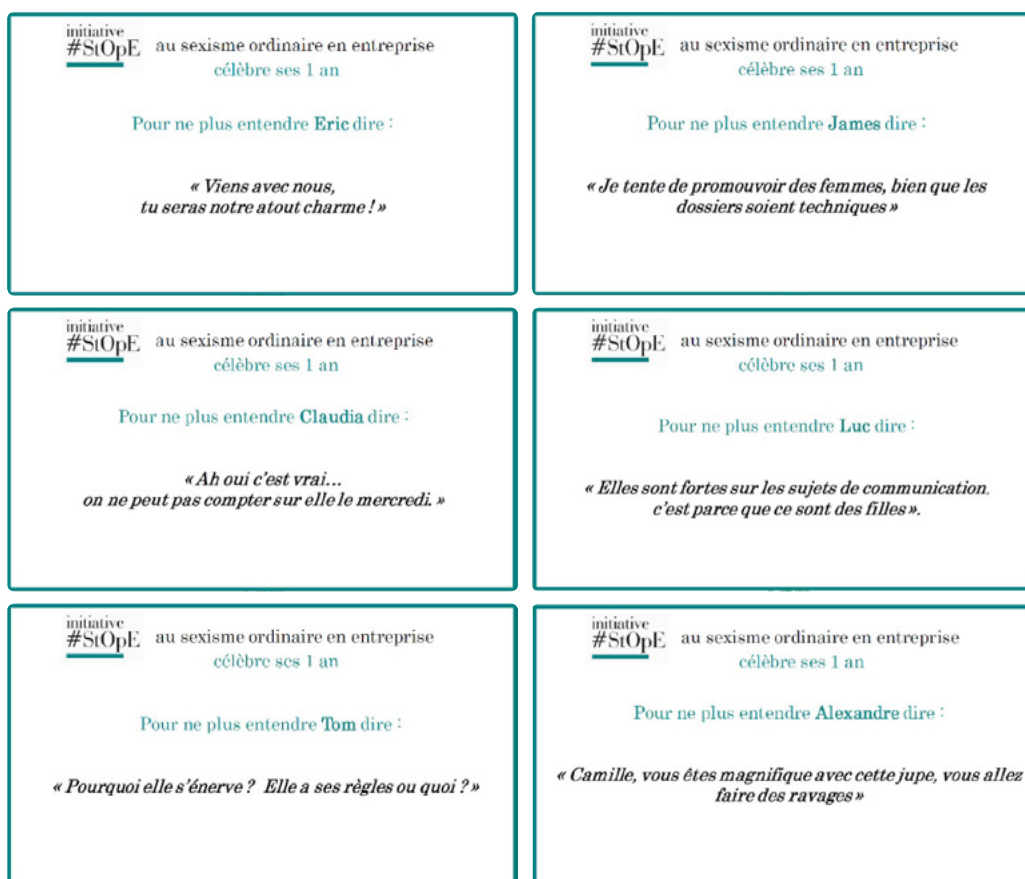 initiative
#StOpE au sexisme ordinaire en entreprise
célèbre ses 1 an
Pour ne plus entendre Eric dire :
« Viens avec nous,
tu seras notre atout charme ! »
initiative
#StOpE au sexisme ordinaire en entreprise
célèbre ses 1 an
Pour ne plus entendre James dire :
« Je tente de promouvoir des femmes, bien que les
dossiers soient techniques »
initiative
#StOpE au sexisme ordinaire en entreprise
célèbre ses 1 an
Pour ne plus entendre Claudia dire :
« Ah oui c'est vrai...
on ne peut pas compter sur elle le mercredi. »
initiative
#StOpE au sexisme ordinaire en entreprise
célèbre ses 1 an
Pour ne plus entendre Luc dire :
« Elles sont fortes sur les sujets de communication,
c'est parce que ce sont des filles ».
initiative
#StOpE au sexisme ordinaire en entreprise
célèbre ses 1 an
Pour ne plus entendre Tom dire :
« Pourquoi elle s'énerve ? Elle a ses règles ou quoi ? »
initiative
#StOpE au sexisme ordinaire en entreprise
célèbre ses 1 an
Pour ne plus entendre Alexandre dire :
« Camille, vous êtes magnifique avec cette jupe, vous allez
faire des ravages »